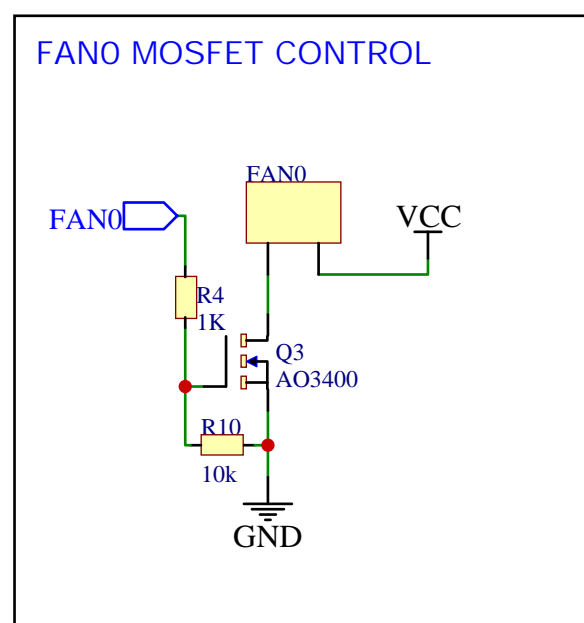 FAN0 MOSFET CONTROL
FAN0
FAN0
VCC
R4
1K
Q3
AO3400
R10
10k
GND